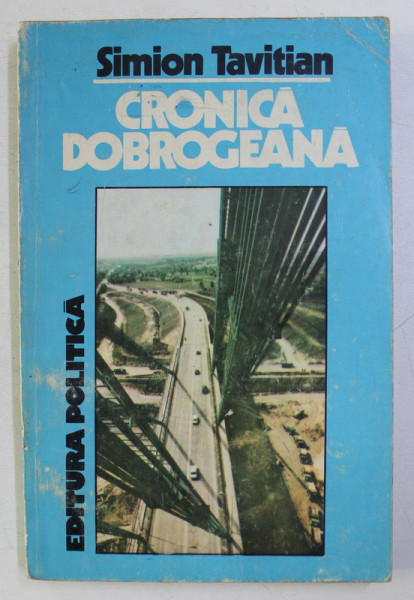 Simion Tavitian
CRONICĂ
DOBROGEANĂ
EDITURA POLITICĂ